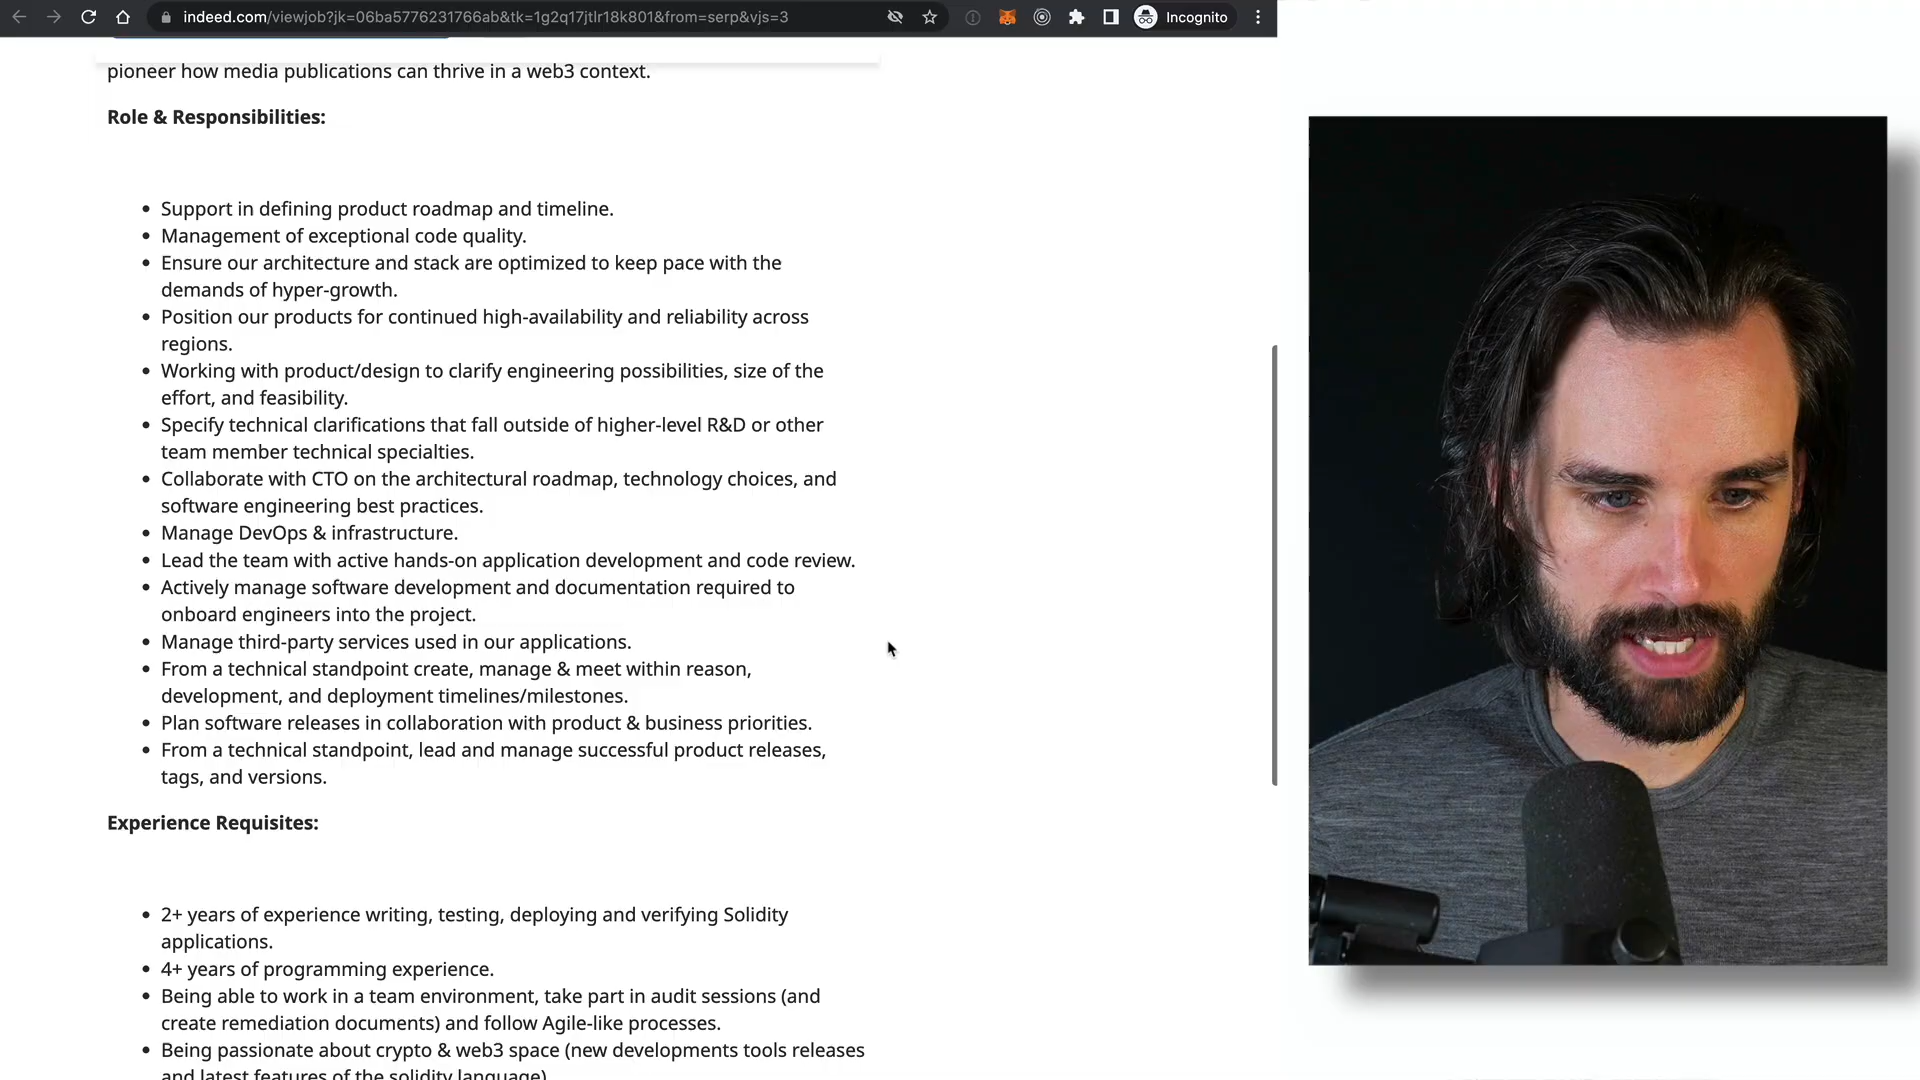 indeed.com/viewjob?jk=06ba5776231766ab&tk=1g2q17jtlr18k801&from=serp&vjs=3
Incognito
pioneer how media publications can thrive in a web3 context.
Role & Responsibilities:
• Support in defining product roadmap and timeline.
• Management of exceptional code quality.
• Ensure our architecture and stack are optimized to keep pace with the
demands of hyper-growth.
• Position our products for continued high-availability and reliability across
regions.
• Working with product/design to clarify engineering possibilities, size of the
effort, and feasibility.
• Specify technical clarifications that fall outside of higher-level R&D or other
team member technical specialties.
• Collaborate with CTO on the architectural roadmap, technology choices, and
software engineering best practices.
• Manage DevOps & infrastructure.
• Lead the team with active hands-on application development and code review.
• Actively manage software development and documentation required to
onboard engineers into the project.
• Manage third-party services used in our applications.
• From a technical standpoint create, manage & meet within reason,
development, and deployment timelines/milestones.
• Plan software releases in collaboration with product & business priorities.
• From a technical standpoint, lead and manage successful product releases,
tags, and versions.
Experience Requisites:
• 2+ years of experience writing, testing, deploying and verifying Solidity
applications.
• 4+ years of programming experience.
• Being able to work in a team environment, take part in audit sessions (and
create remediation documents) and follow Agile-like processes.
• Being passionate about crypto & web3 space (new developments tools releases
and latest features of the solidity language)